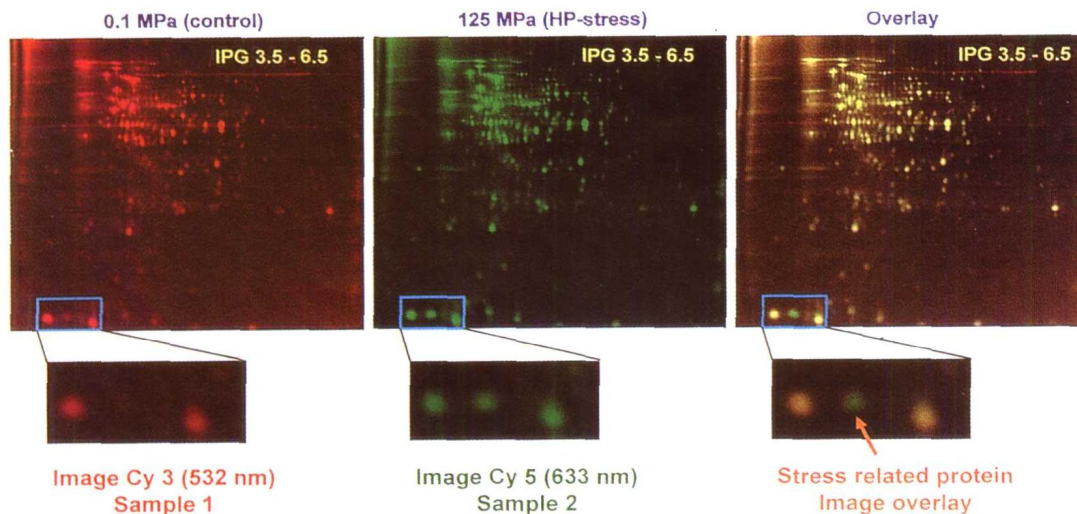 0.1 MPa (control)
125 MPa (HP-stress)
Overlay
IPG 3.5 - 6.5
IPG 3.5 - 6.5
IPG 3.5 - 6.5
Image Cy 3 (532 nm)
Sample 1
Image Cy 5 (633 nm)
Sample 2
Stress related protein
Image overlay